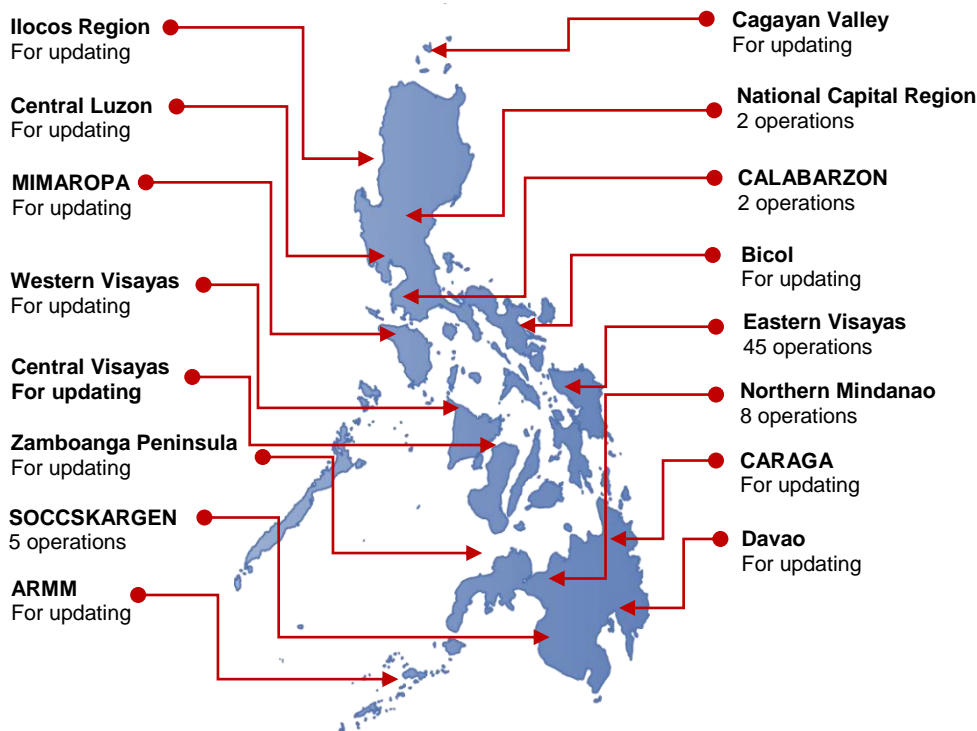 Ilocos Region
For updating
Central Luzon
For updating
MIMAROPA
For updating
Western Visayas
For updating
Central Visayas
For updating
Zamboanga Peninsula
For updating
SOCCSKARGEN
5 operations
ARMM
For updating
Cagayan Valley
For updating
National Capital Region
2 operations
CALABARZON
2 operations
Bicol
For updating
Eastern Visayas
45 operations
Northern Mindanao
8 operations
CARAGA
For updating
Davao
For updating